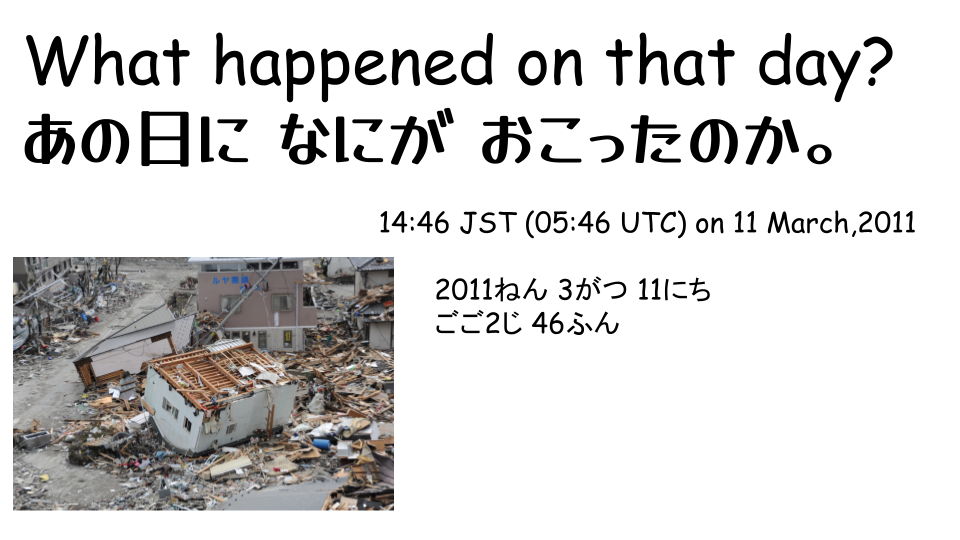 What happened on that day?
あの日に なにが おこったのか。
14:46 JST (05:46 UTC) on 11 March,2011
2011ねん 3がつ 11にち
ごご2じ 46ふん